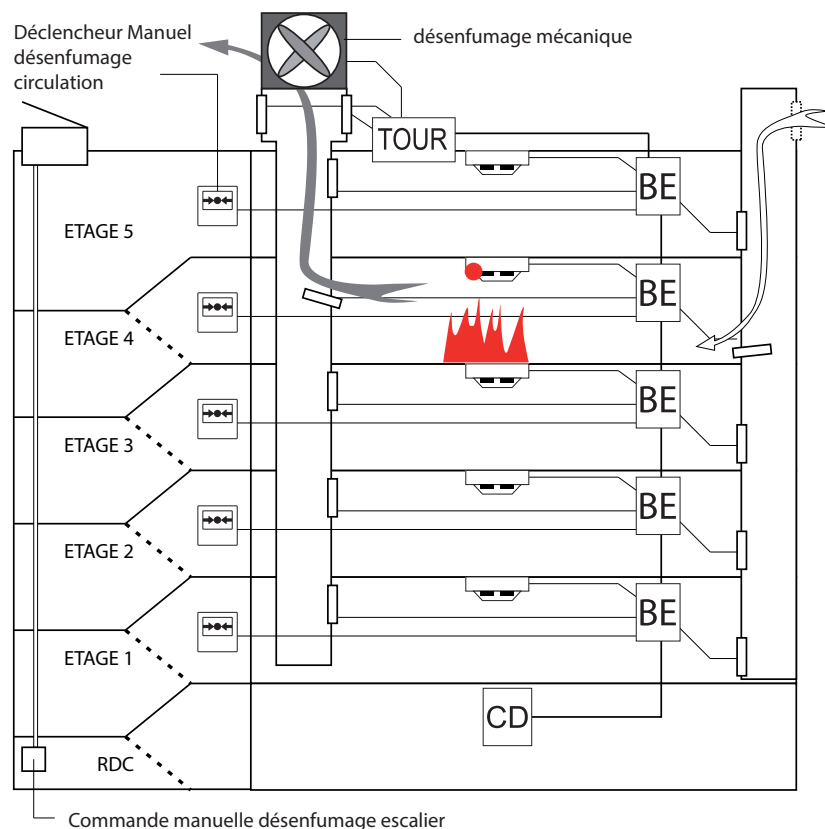 Déclencheur Manuel
désenfumage
circulation
désenfumage mécanique
TOUR
BE
ETAGE 5
BE
ETAGE 4
BE
ETAGE 3
BE
ETAGE 2
BE
ETAGE 1
CD
RDC
Commande manuelle désenfumage escalier